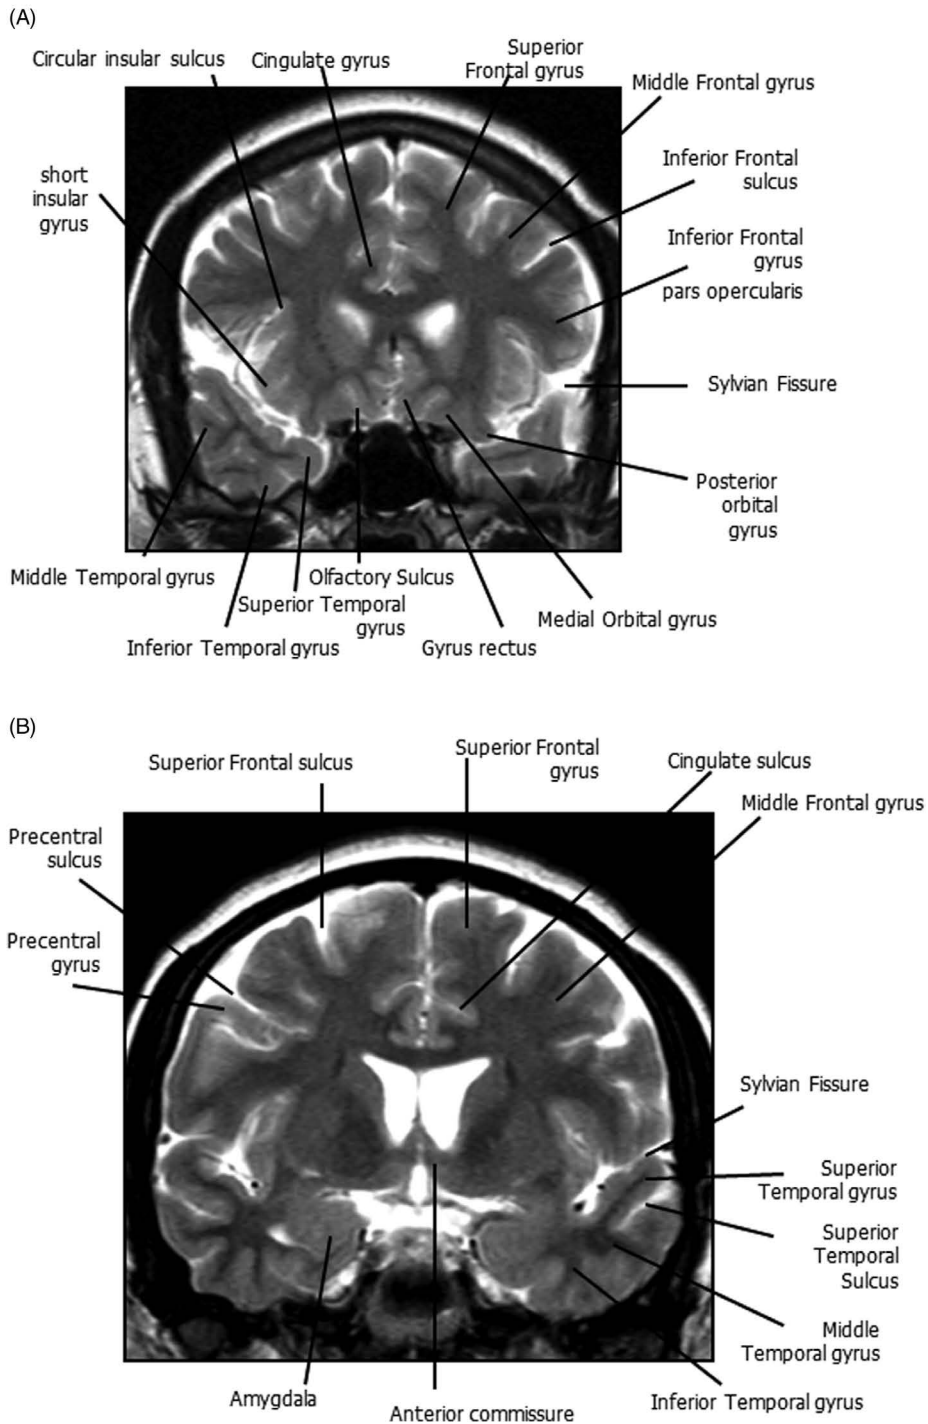 (A)
Circular insular sulcus
Cingulate gyrus
Superior
Frontal gyrus
Middle Frontal gyrus
short
insular
gyrus
Inferior Frontal
sulcus
Inferior Frontal
gyrus
pars opercularis
Sylvian Fissure
Posterior
orbital
gyrus
Middle Temporal gyrus
Olfactory Sulcus
Superior Temporal
gyrus
Medial Orbital gyrus
Inferior Temporal gyrus
Gyrus rectus
(B)
Superior Frontal sulcus
Superior Frontal
gyrus
Cingulate sulcus
Middle Frontal gyrus
Precentral
sulcus
Precentral
gyrus
Sylvian Fissure
Superior
Temporal gyrus
Superior
Temporal
Sulcus
Middle
Temporal gyrus
Amygdala
Anterior commissure
Inferior Temporal gyrus